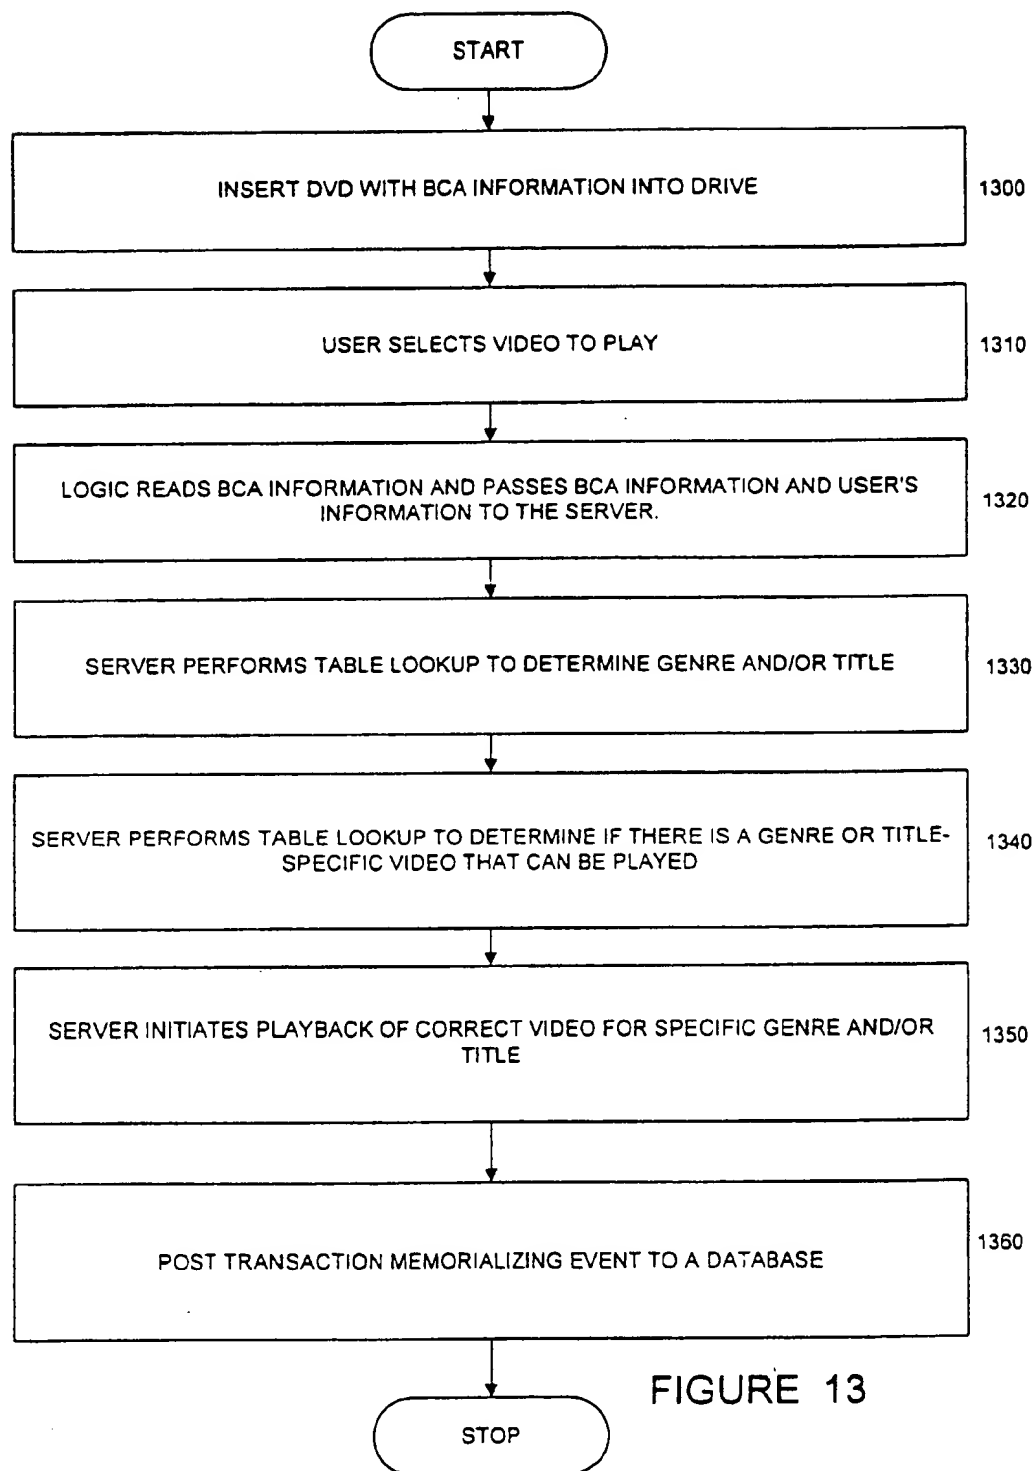 START
INSERT DVD WITH BCA INFORMATION INTO DRIVE
1300
USER SELECTS VIDEO TO PLAY
1310
LOGIC READS BCA INFORMATION AND PASSES BCA INFORMATION AND USER'S
INFORMATION TO THE SERVER.
1320
SERVER PERFORMS TABLE LOOKUP TO DETERMINE GENRE AND/OR TITLE
1330
SERVER PERFORMS TABLE LOOKUP TO DETERMINE IF THERE IS A GENRE OR TITLE-
SPECIFIC VIDEO THAT CAN BE PLAYED
1340
SERVER INITIATES PLAYBACK OF CORRECT VIDEO FOR SPECIFIC GENRE AND/OR
TITLE
1350
POST TRANSACTION MEMORIALIZING EVENT TO A DATABASE
1360
FIGURE 13
STOP